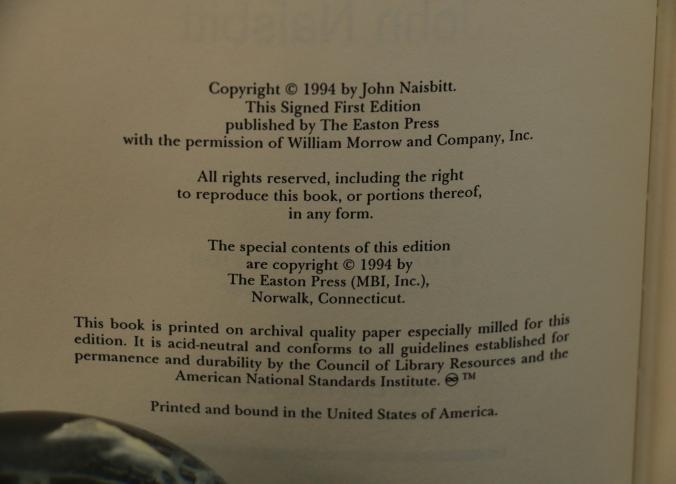 Copyright © 1994 by John Naisbitt.
This Signed First Edition
published by The Easton Press
with the permission of William Morrow and Company, Inc.
All rights reserved, including the right
to reproduce this book, or portions thereof,
in any form.
The special contents of this edition
are copyright © 1994 by
The Easton Press (MBI, Inc.),
Norwalk, Connecticut.
This book is printed on archival quality paper especially milled for this
edition. It is acid-neutral and conforms to all guidelines established for
permanence and durability by the Council of Library Resources and the
American National Standards Institute. ♾ ™
Printed and bound in the United States of America.